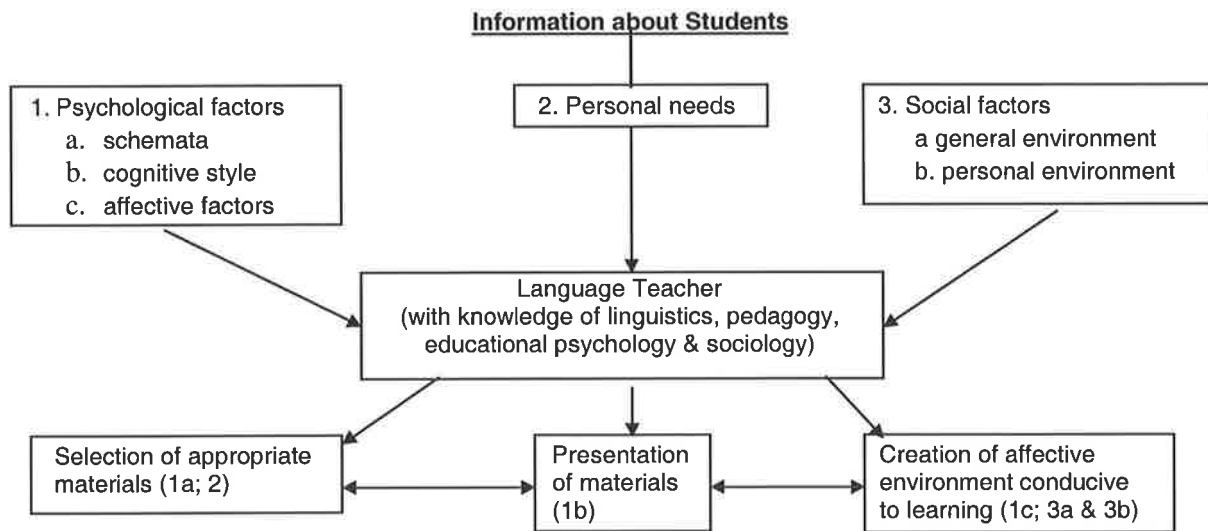 Information about Students
1. Psychological factors
a. schemata
b. cognitive style
c. affective factors
2. Personal needs
3. Social factors
a general environment
b. personal environment
Language Teacher
(with knowledge of linguistics, pedagogy,
educational psychology & sociology)
Selection of appropriate
materials (1a; 2)
Presentation
of materials
(1b)
Creation of affective
environment conducive
to learning (1c; 3a & 3b)